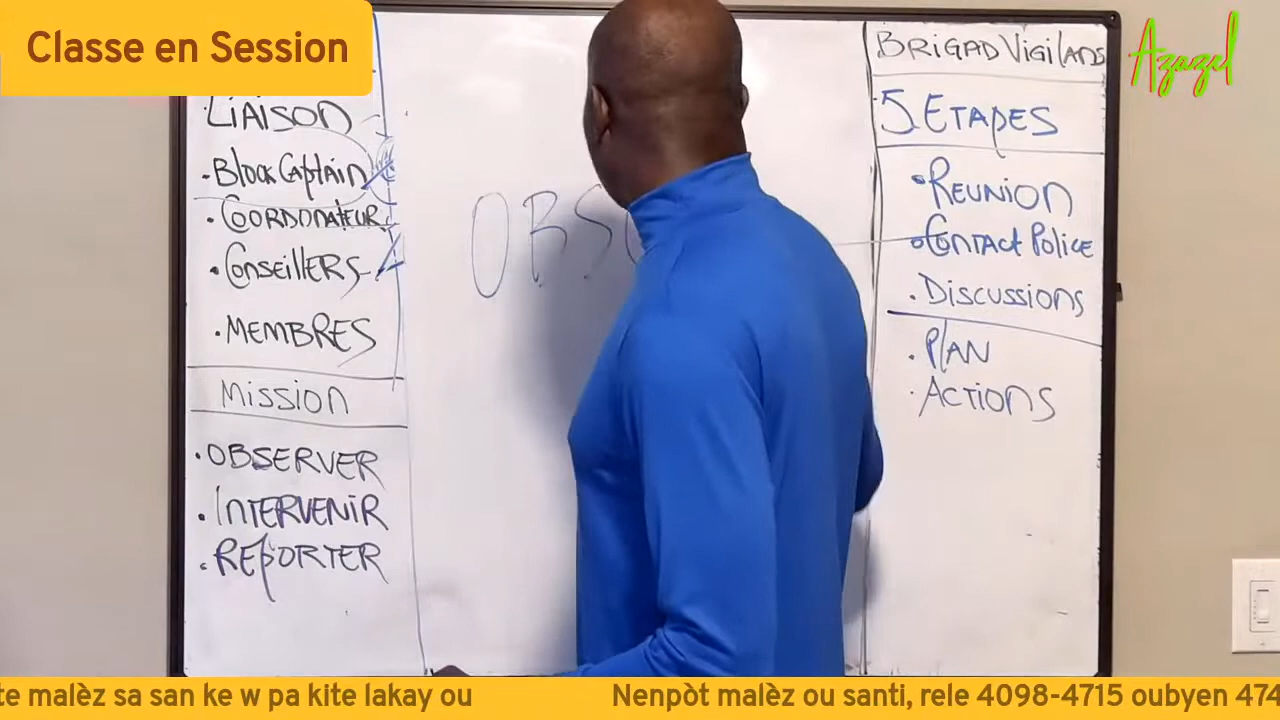 Classe en Session
LIAISON
• Block Captain
• COORDONATEUR
• CONSEILLERS
• MEMBRES
Mission
• OBSERVER
• INTERVENIR
• REPORTER
OBS
BRIGAD VIGILANS
5 ETAPES
• REUNION
• CONTACT POLICE
• DISCUSSIONS
• PLAN
• ACTIONS
Azazel
te malèz sa san ke w pa kite lakay ou Nenpòt malèz ou santi, rele 4098-4715 oubyen 474